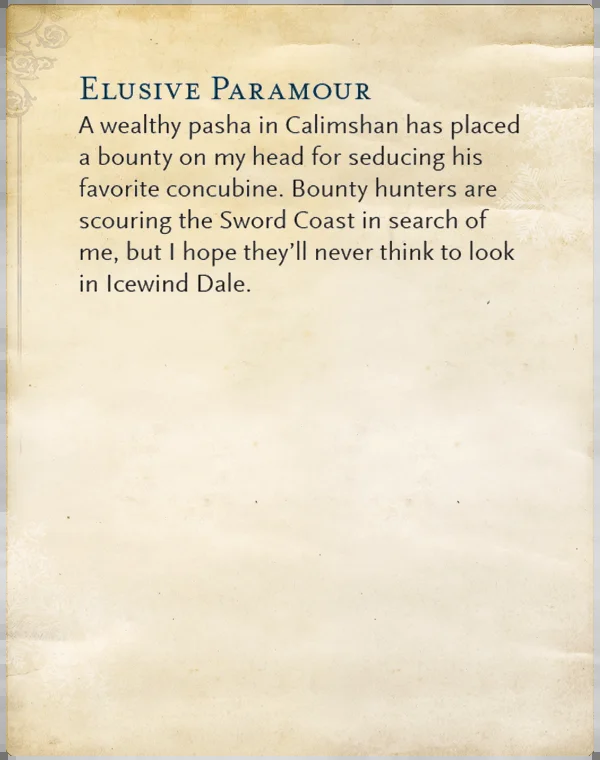 Elusive Paramour
A wealthy pasha in Calimshan has placed
a bounty on my head for seducing his
favorite concubine. Bounty hunters are
scouring the Sword Coast in search of
me, but I hope they’ll never think to look
in Icewind Dale.